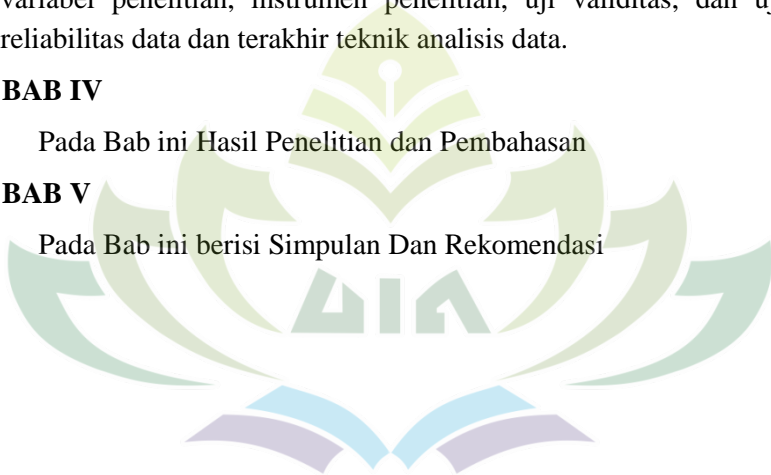 variabel penelitian, instrumen penelitian, uji validitas, dan
reliabilitas data dan terakhir teknik analisis data.
BAB IV
Pada Bab ini Hasil Penelitian dan Pembahasan
BAB V
Pada Bab ini berisi Simpulan Dan Rekomendasi
UIN